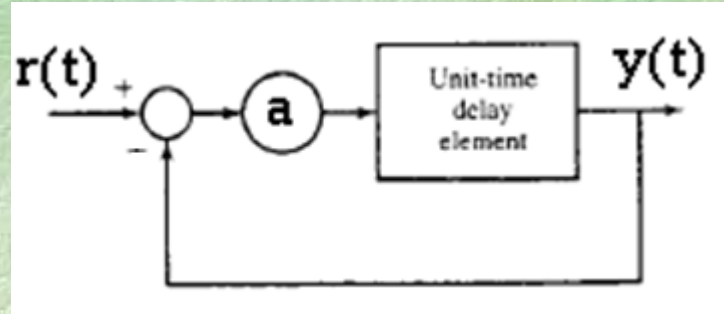 r(t)
+
a
Unit-time
delay
element
y(t)
−